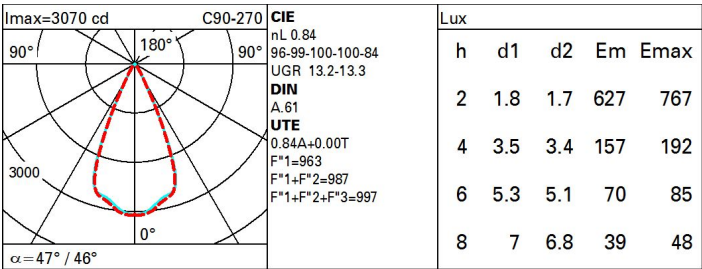 Imax=3070 cd C90-270
90° 180° 90°
3000
0°
α=47° / 46°
CIE
nL 0.84
96-99-100-100-84
UGR 13.2-13.3
DIN
A.61
UTE
0.84A+0.00T
F"1=963
F"1+F"2=987
F"1+F"2+F"3=997
Lux
h d1 d2 Em Emax
2 1.8 1.7 627 767
4 3.5 3.4 157 192
6 5.3 5.1 70 85
8 7 6.8 39 48